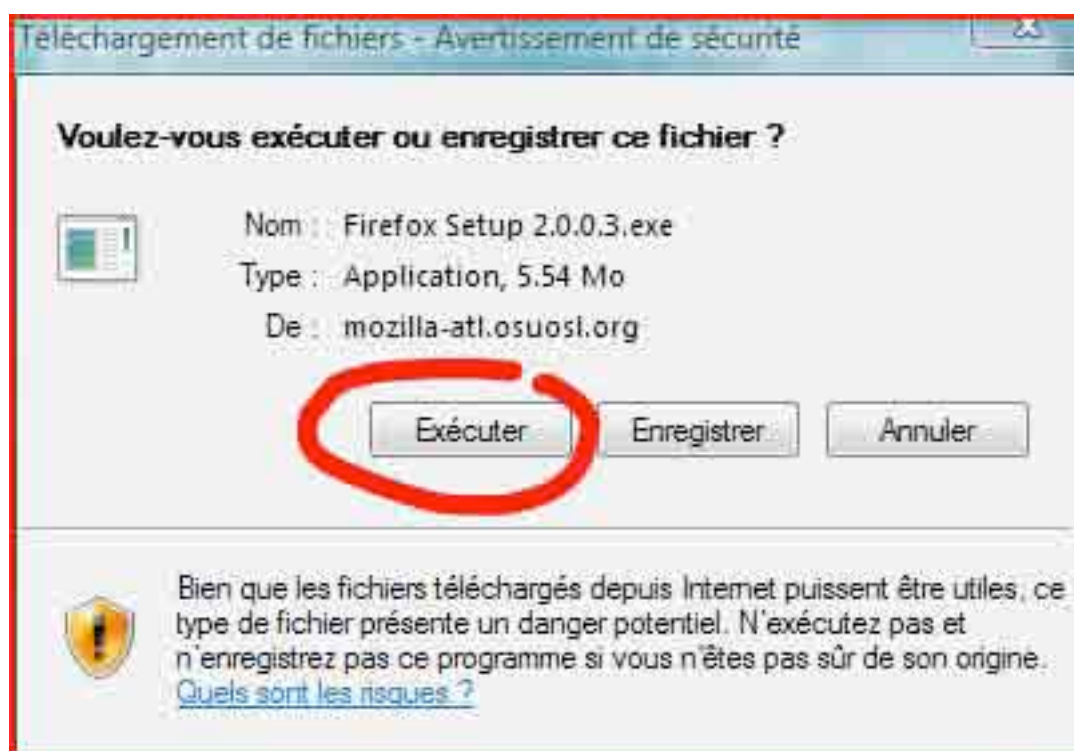 Téléchargement de fichiers - Avertissement de sécurité
Voulez-vous exécuter ou enregistrer ce fichier ?
Nom : Firefox Setup 2.0.0.3.exe
Type : Application, 5.54 Mo
De : mozilla-atl.osuosl.org
Exécuter Enregistrer Annuler
Bien que les fichiers téléchargés depuis Internet puissent être utiles, ce
type de fichier présente un danger potentiel. N'exécutez pas et
n'enregistrez pas ce programme si vous n'êtes pas sûr de son origine.
Quels sont les risques ?